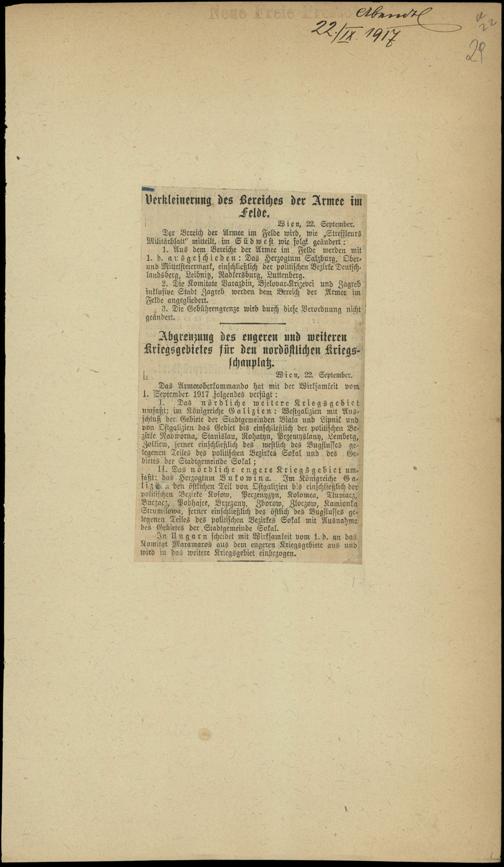 Neue Freie Presse
Abendbl
22./IX. 1917
22
29
Verkleinerung des Bereiches der Armee im
Felde.
Wien, 22. September.
Der Bereich der Armee im Felde wird, wie „Streffleurs
Militärblatt“ mitteilt, im Südwest wie folgt geändert:
1. Aus dem Bereiche der Armee im Felde werden mit
1. d. ausgeschieden: Das Herzogtum Salzburg, Ober-
und Mittelsteiermark, einschließlich der politischen Bezirke Deutsch-
landsberg, Leibnitz, Radkersburg, Luttenberg.
2. Die Komitate Varazdin, Bjelovar-Krizevci und Zagreb
inklusive Stadt Zagreb werden dem Bereich der Armee im
Felde angegliedert.
3. Die Gebührengrenze wird durch diese Verordnung nicht
geändert.
Abgrenzung des engeren und weiteren
Kriegsgebietes für den nordöstlichen Kriegs-
schauplatz.
Wien, 22. September.
Das Armeeoberkommando hat mit der Wirksamkeit vom
1. September 1917 folgendes verfügt:
I. Das nördliche weitere Kriegsgebiet
umfaßt: im Königreiche Galizien: Westgalizien mit Aus-
schluß der Gebiete der Stadtgemeinden Biala und Lipnik und
von Ostgalizien das Gebiet bis einschließlich der politischen Be-
zirke Nadworna, Stanislau, Rohatyn, Przemyslany, Lemberg,
Zolkiew, ferner einschließlich des westlich des Bugflusses ge-
legenen Teiles des politischen Bezirkes Sokal und des Ge-
bietes der Stadtgemeinde Sokal;
II. Das nördliche engere Kriegsgebiet um-
faßt: das Herzogtum Bukowina. Im Königreiche Ga-
lizien den östlichen Teil von Ostgalizien bis einschließlich der
politischen Bezirke Kosow, Peczenyzyn, Kolomea, Tlumacz,
Buczacz, Podhajce, Brzezany, Zborow, Zloczow, Kamionka
Strumilowa, ferner einschließlich des östlich des Bugflusses ge-
legenen Teiles des politischen Bezirkes Sokal mit Ausnahme
des Gebietes der Stadtgemeinde Sokal.
In Ungarn scheidet mit Wirksamkeit vom 1. d. an das
Komitat Maramaros aus dem engeren Kriegsgebiete aus und
wird in das weitere Kriegsgebiet einbezogen.